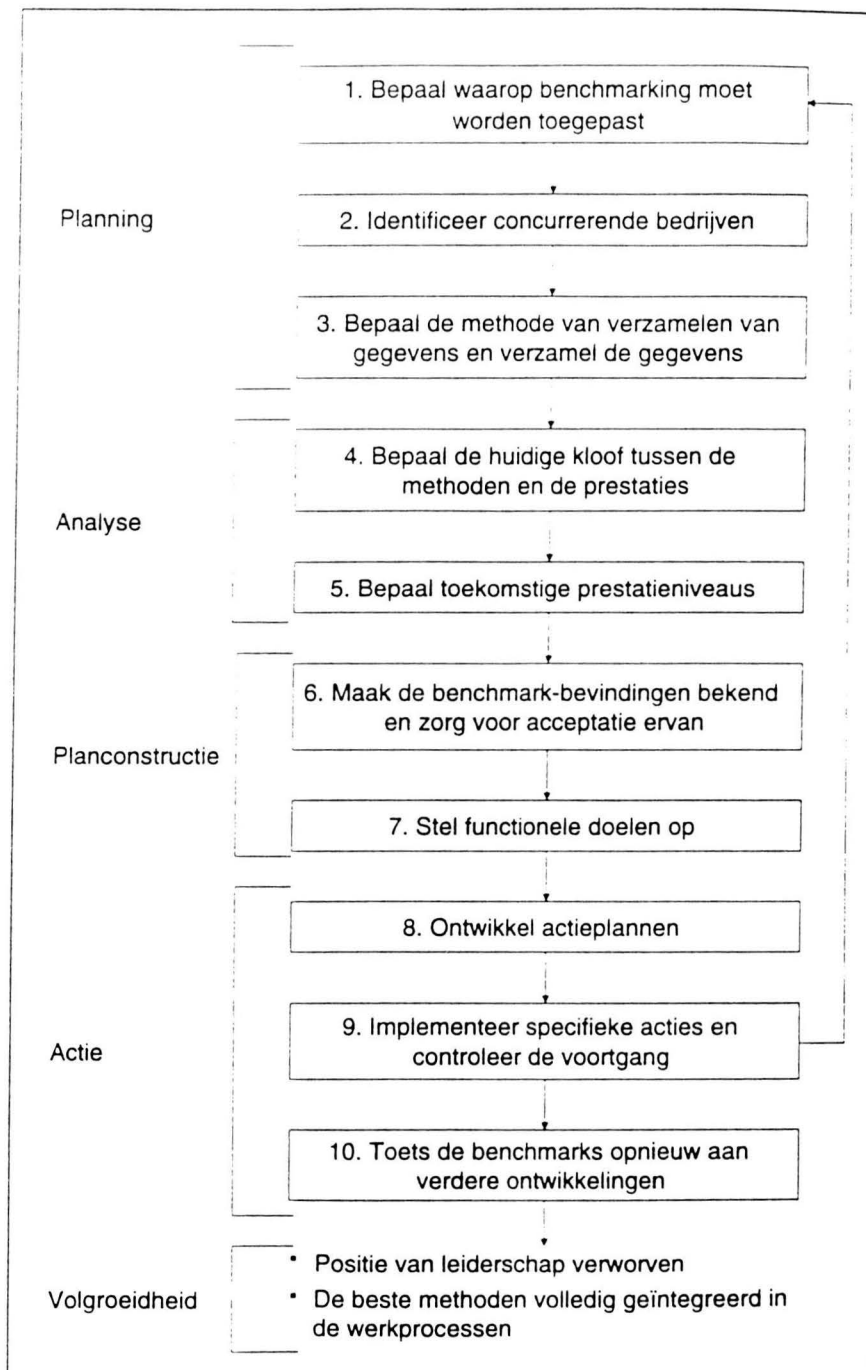 1. Bepaal waarop benchmarking moet
worden toegepast
Planning
2. Identificeer concurrerende bedrijven
3. Bepaal de methode van verzamelen van
gegevens en verzamel de gegevens
4. Bepaal de huidige kloof tussen de
methoden en de prestaties
Analyse
5. Bepaal toekomstige prestatieniveaus
6. Maak de benchmark-bevindingen bekend
en zorg voor acceptatie ervan
Planconstructie
7. Stel functionele doelen op
8. Ontwikkel actieplannen
9. Implementeer specifieke acties en
controleer de voortgang
Actie
10. Toets de benchmarks opnieuw aan
verdere ontwikkelingen
• Positie van leiderschap verworven
Volgroeidheid
• De beste methoden volledig geïntegreerd in
de werkprocessen